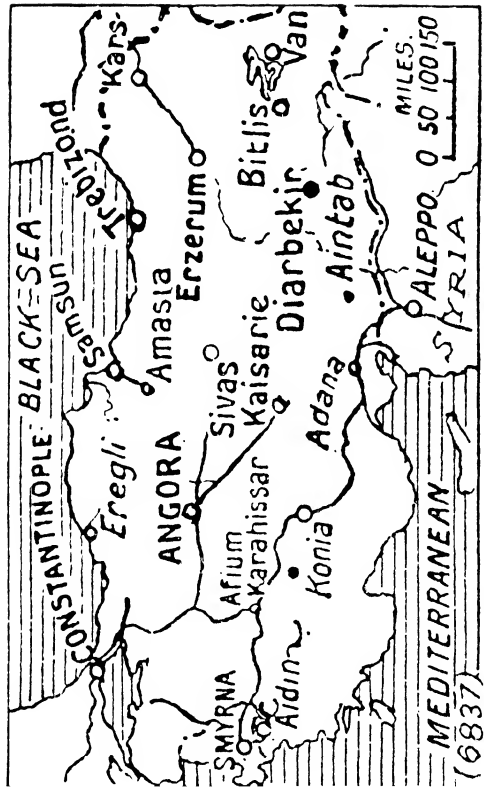 BLACK-SEA
CONSTANTINOPLE
Samsun
Trebizond
Kars
Eregli
Amasia
Erzerum
ANGORA
Sivas
Kaisarie
Bitlis
Van
Diarbekir
Afium
Karahissar
Adana
Aintab
SMYRNA
Aidin
Konia
ALEPPO
SYRIA
MILES.
0 50 100 150
MEDITERRANEAN
(6837)